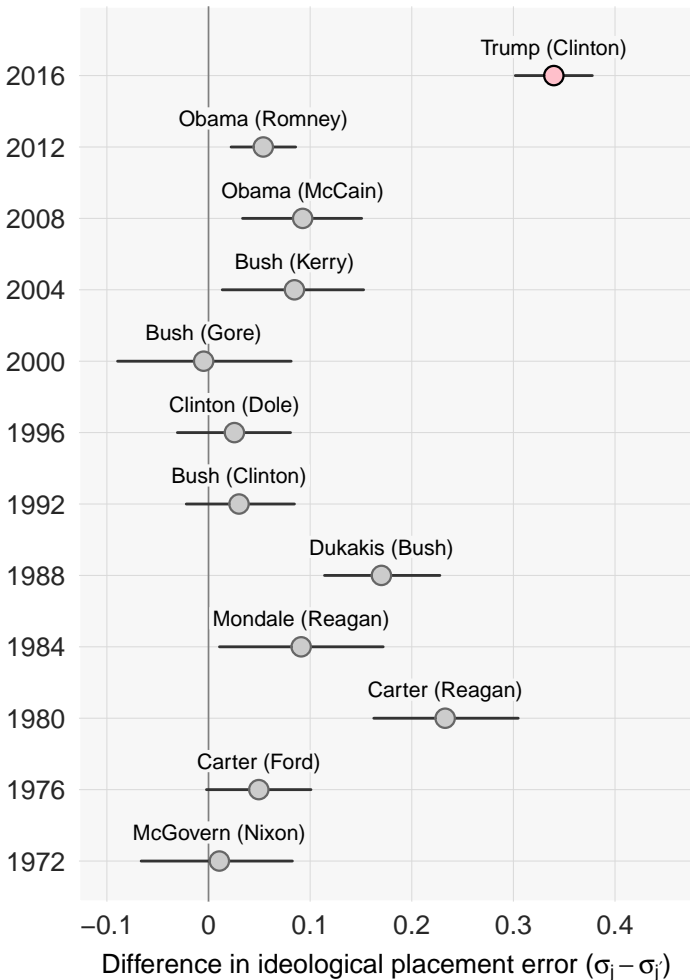 Trump (Clinton)
2016
Obama (Romney)
2012
Obama (McCain)
2008
Bush (Kerry)
2004
Bush (Gore)
2000
Clinton (Dole)
1996
Bush (Clinton)
1992
Dukakis (Bush)
1988
Mondale (Reagan)
1984
Carter (Reagan)
1980
Carter (Ford)
1976
McGovern (Nixon)
1972
−0.1 0 0.1 0.2 0.3 0.4
Difference in ideological placement error (σj − σj′)